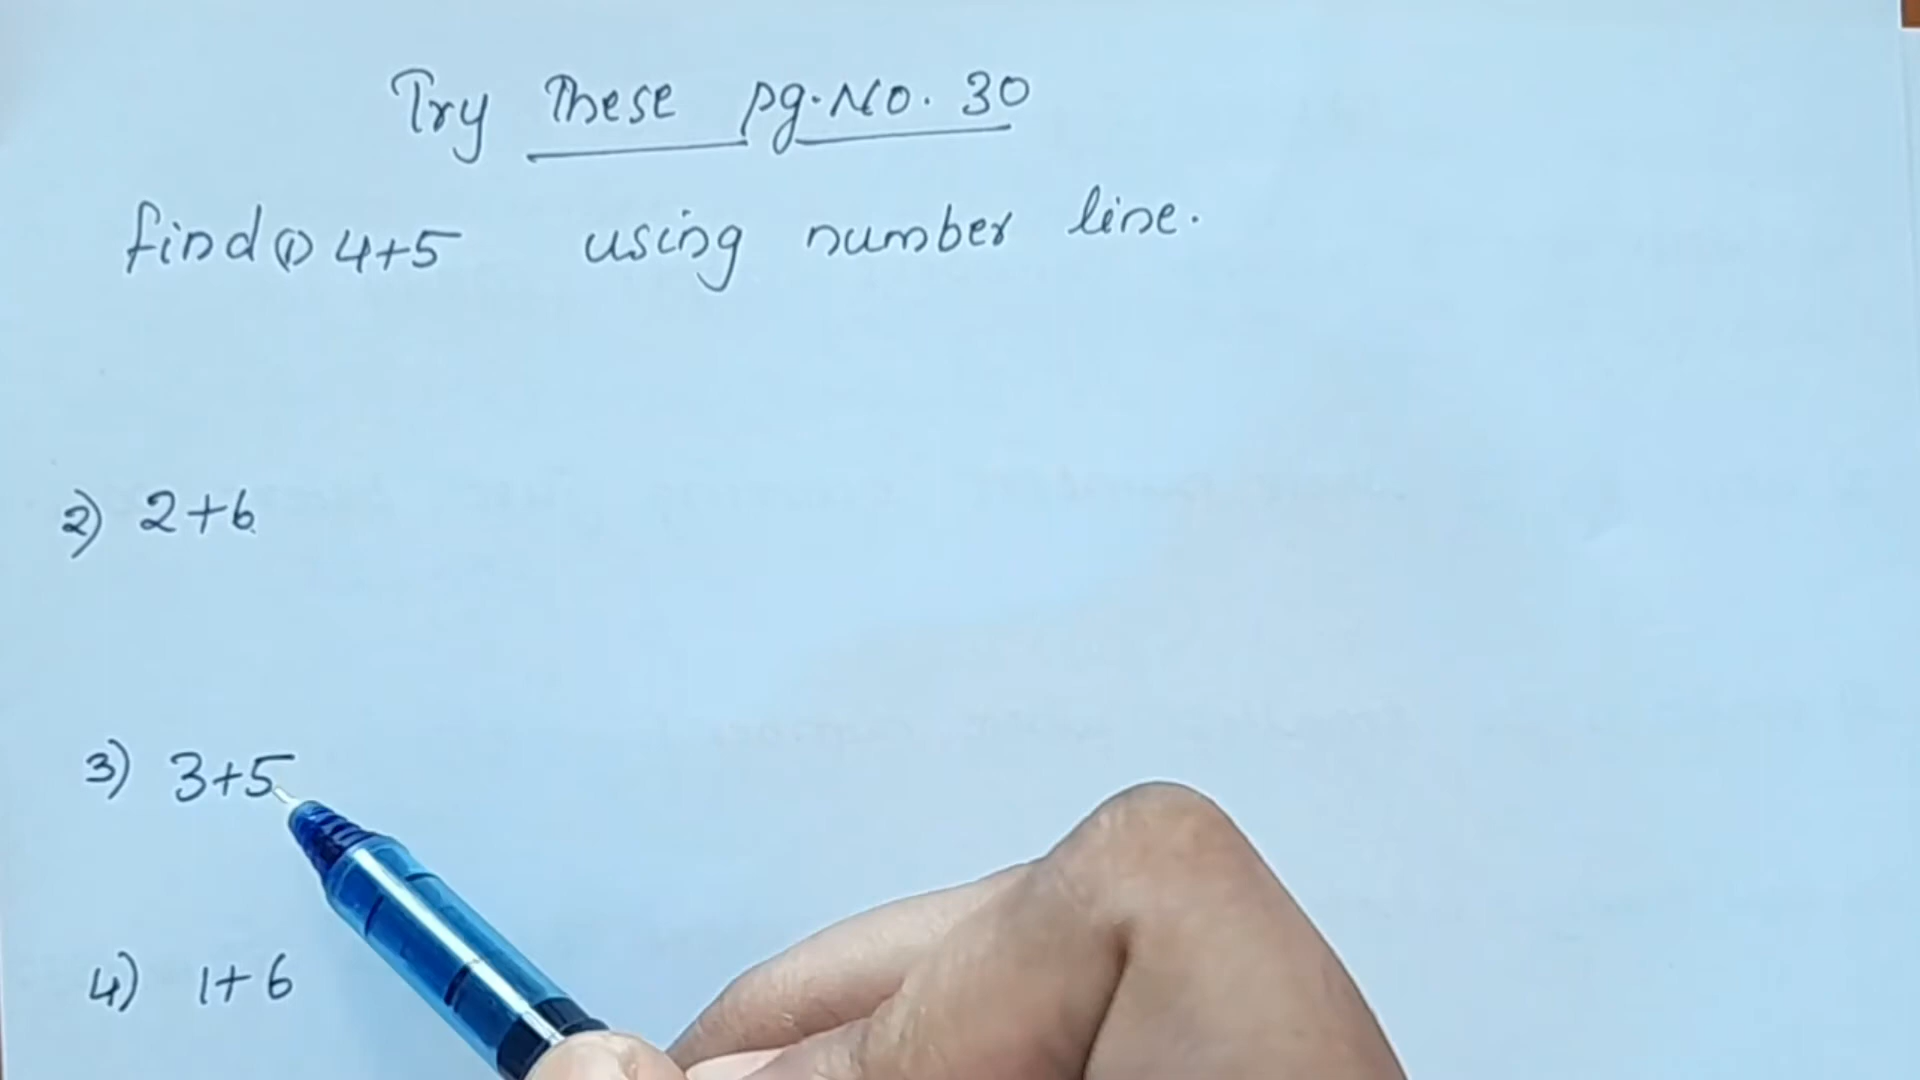 Try These pg.No. 30
find 1) 4+5 using number line.
2) 2+6
3) 3+5
4) 1+6